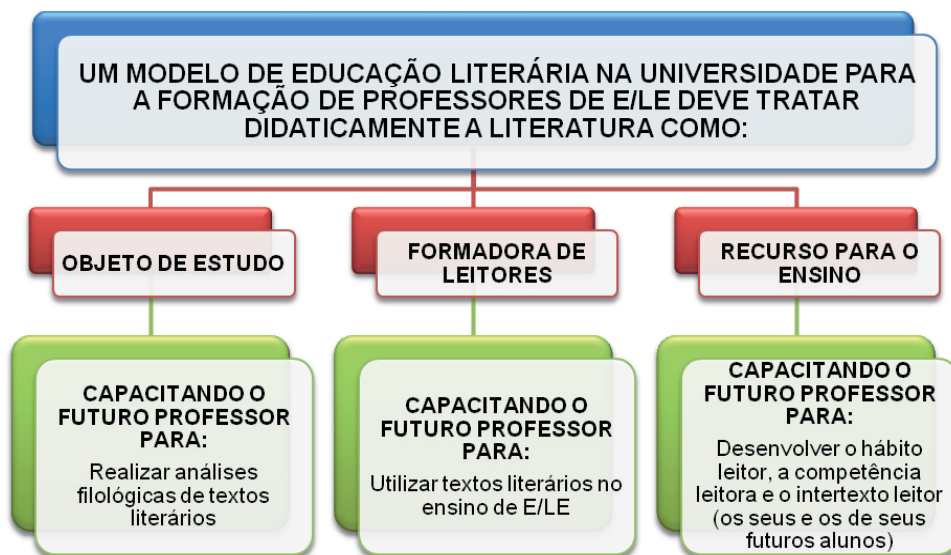 UM MODELO DE EDUCAÇÃO LITERÁRIA NA UNIVERSIDADE PARA
A FORMAÇÃO DE PROFESSORES DE E/LE DEVE TRATAR
DIDATICAMENTE A LITERATURA COMO:
OBJETO DE ESTUDO
FORMADORA DE
LEITORES
RECURSO PARA O
ENSINO
CAPACITANDO O
FUTURO PROFESSOR
PARA:
Realizar análises
filológicas de textos
literários
CAPACITANDO O
FUTURO PROFESSOR
PARA:
Utilizar textos literários no
ensino de E/LE
CAPACITANDO O
FUTURO PROFESSOR
PARA:
Desenvolver o hábito
leitor, a competência
leitora e o intertexto leitor
(os seus e os de seus
futuros alunos)